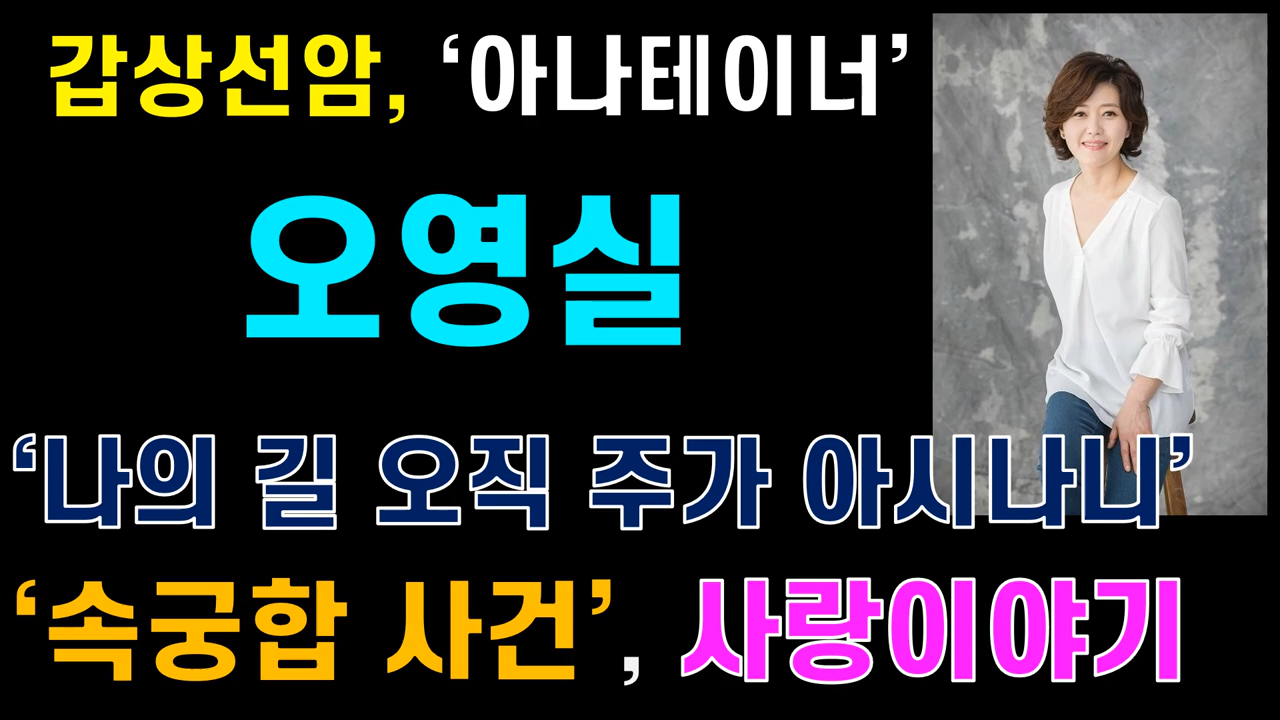 갑상선암, ‘아나테이너’
오영실
‘나의 길 오직 주가 아시나니’
‘속궁합 사건’, 사랑이야기